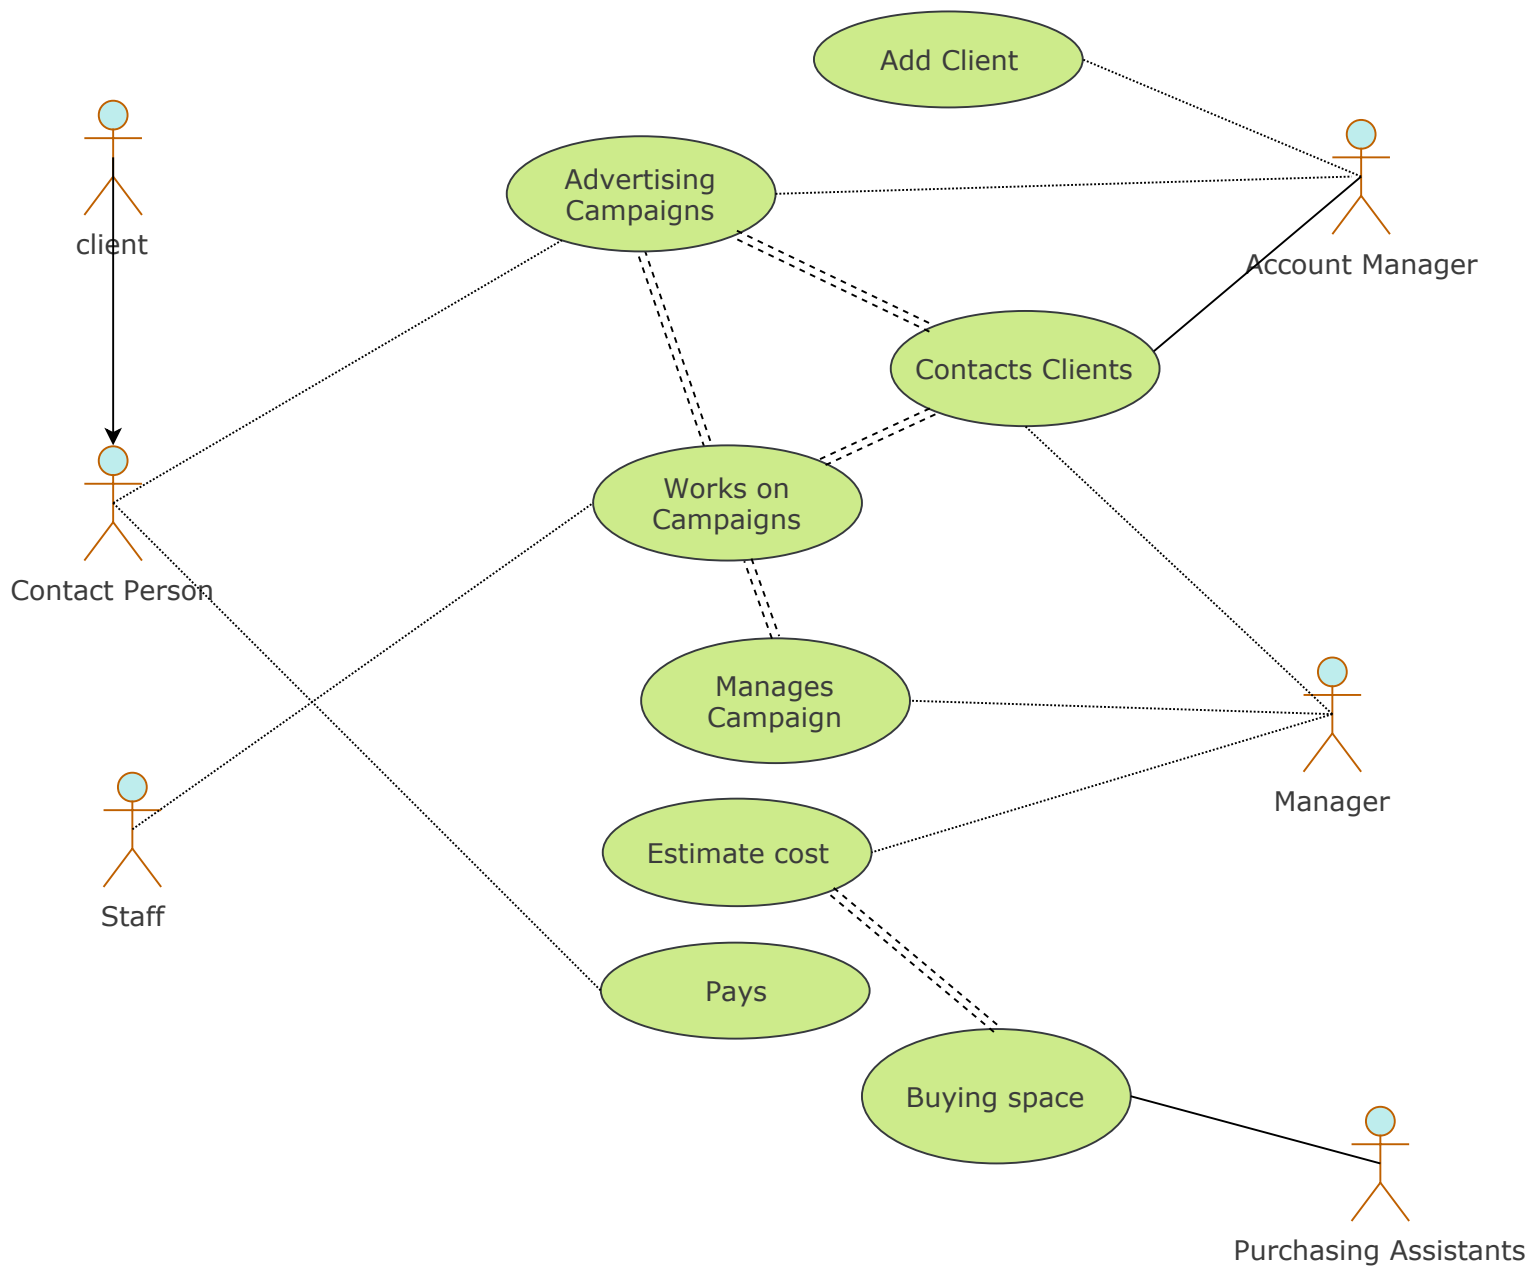 Add Client
client
Advertising
Campaigns
Account Manager
Contacts Clients
Works on
Campaigns
Contact Person
Manages
Campaign
Manager
Estimate cost
Staff
Pays
Buying space
Purchasing Assistants